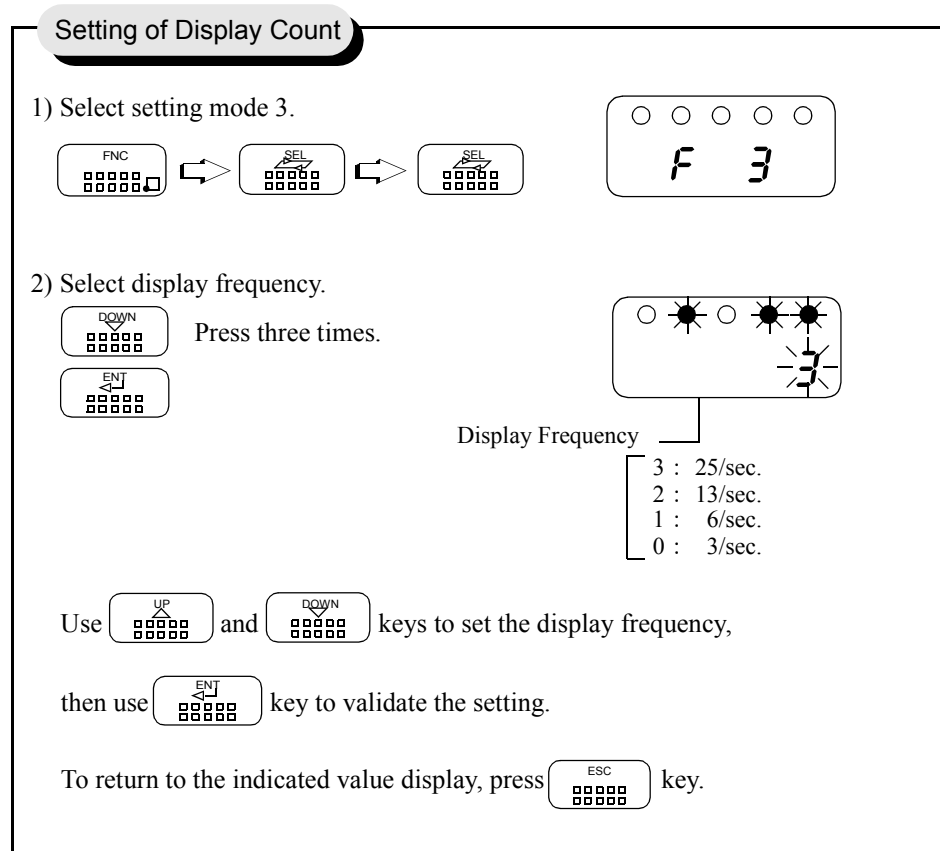 Setting of Display Count
1) Select setting mode 3.
FNC SEL SEL
F 3
2) Select display frequency.
DOWN Press three times.
ENT
3
Display Frequency
3 : 25/sec.
2 : 13/sec.
1 : 6/sec.
0 : 3/sec.
Use UP and DOWN keys to set the display frequency,
then use ENT key to validate the setting.
To return to the indicated value display, press ESC key.